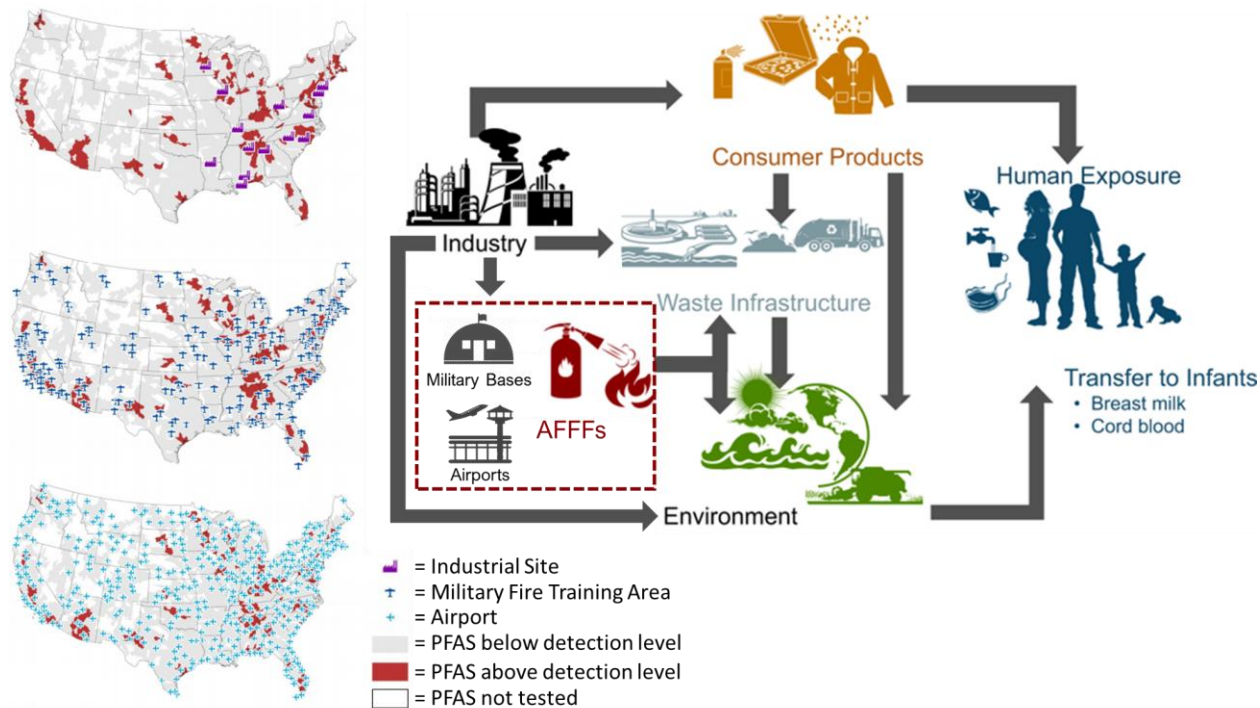 Consumer Products
Human Exposure
Industry
Waste Infrastructure
Military Bases
AFFFs
Airports
Transfer to Infants
• Breast milk
• Cord blood
Environment
= Industrial Site
= Military Fire Training Area
= Airport
= PFAS below detection level
= PFAS above detection level
= PFAS not tested